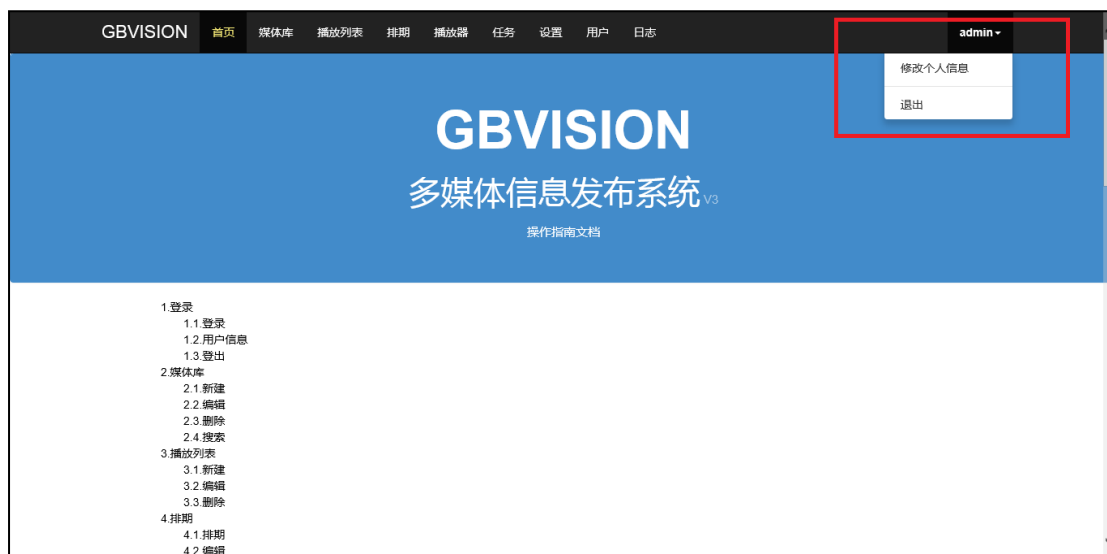 GBVISION 首页 媒体库 播放列表 排期 播放器 任务 设置 用户 日志 admin
修改个人信息
退出
GBVISION
多媒体信息发布系统 V3
操作指南文档
1.登录
1.1.登录
1.2.用户信息
1.3.登出
2.媒体库
2.1.新建
2.2.编辑
2.3.删除
2.4.搜索
3.播放列表
3.1.新建
3.2.编辑
3.3.删除
4.排期
4.1.排期
4.2.编辑